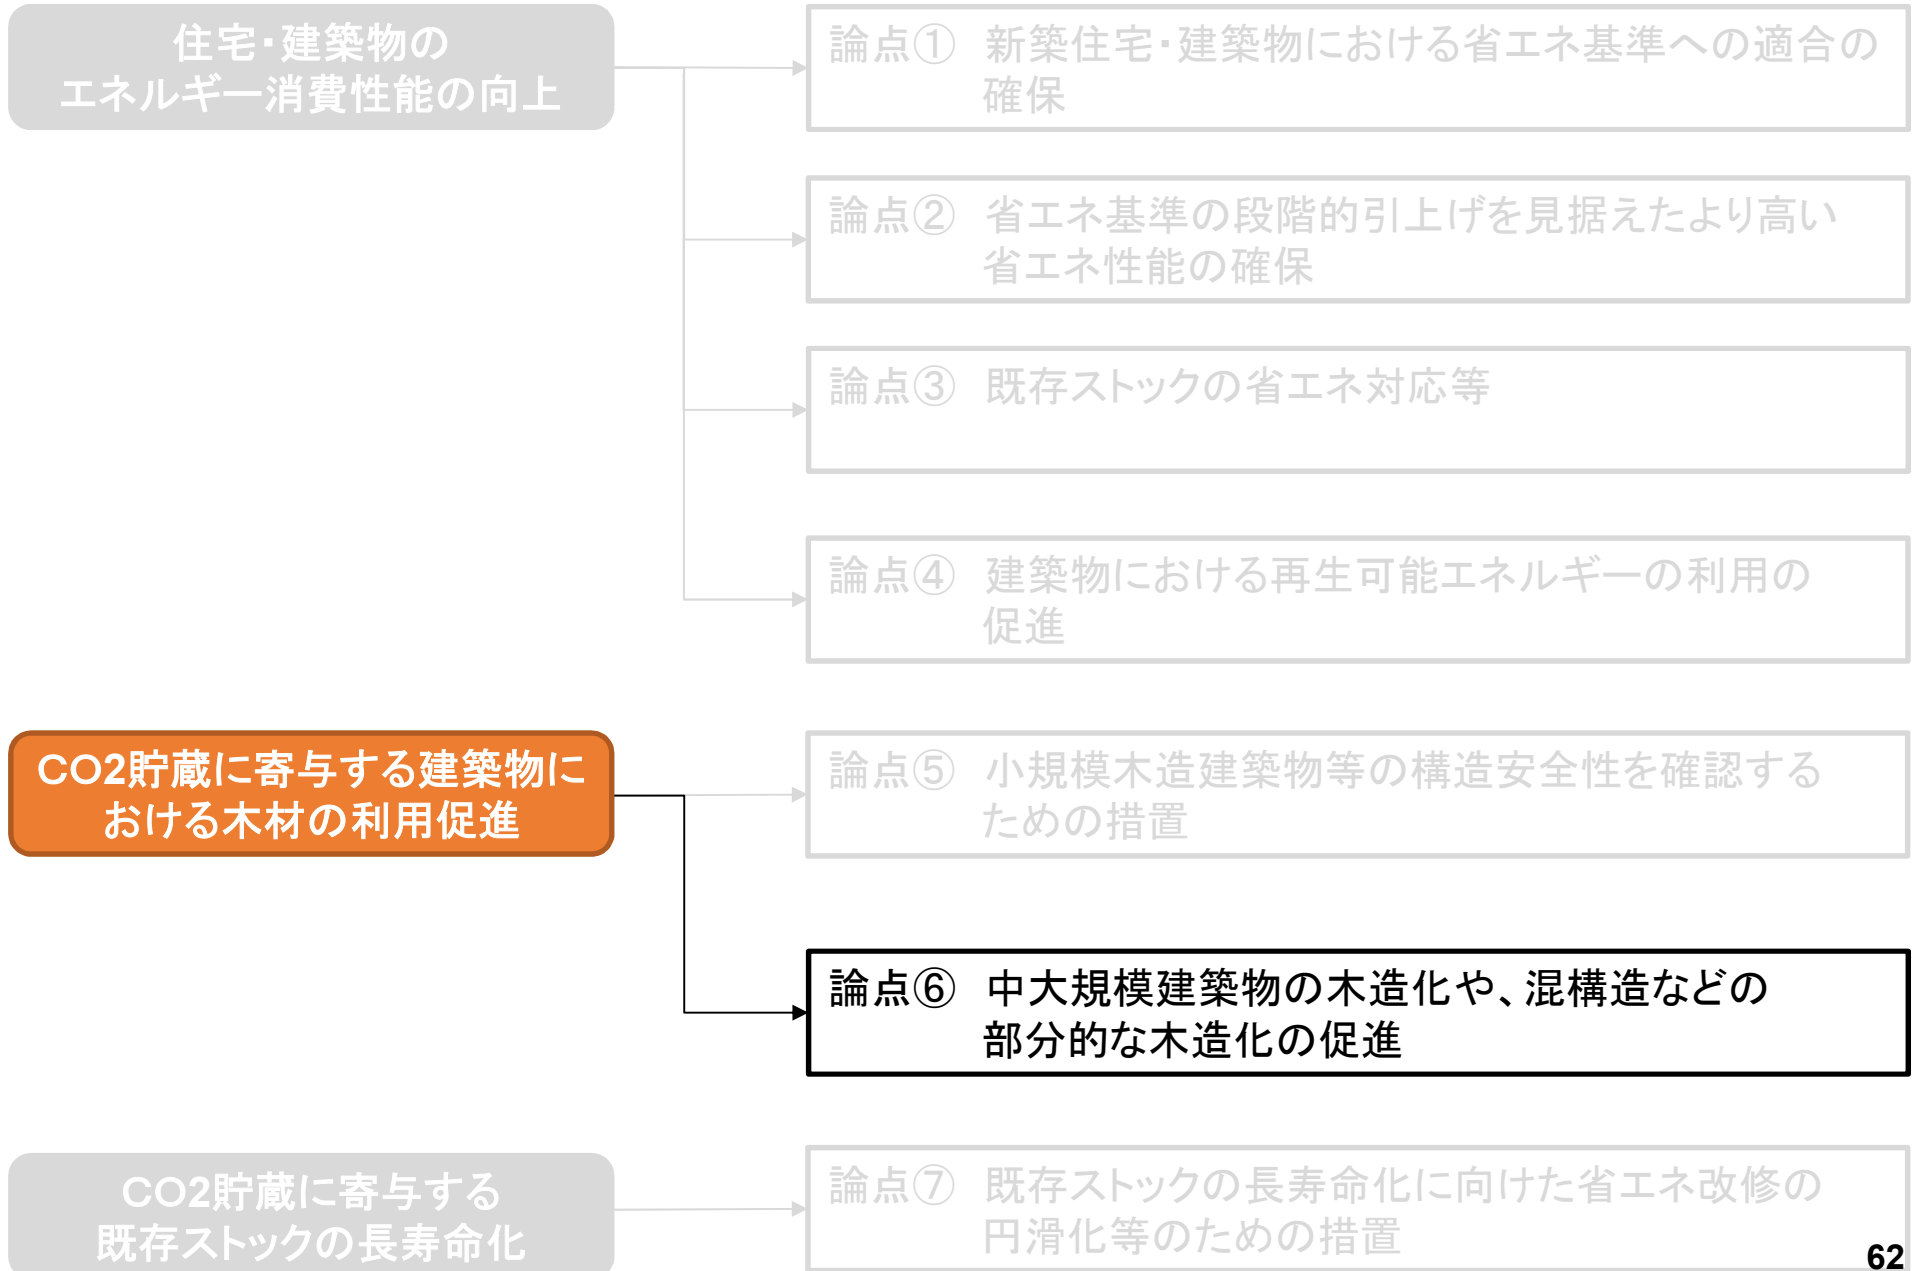 住宅・建築物の
エネルギー消費性能の向上
論点① 新築住宅・建築物における省エネ基準への適合の
確保
論点② 省エネ基準の段階的引上げを見据えたより高い
省エネ性能の確保
論点③ 既存ストックの省エネ対応等
論点④ 建築物における再生可能エネルギーの利用の
促進
CO2貯蔵に寄与する建築物に
おける木材の利用促進
論点⑤ 小規模木造建築物等の構造安全性を確認する
ための措置
論点⑥ 中大規模建築物の木造化や、混構造などの
部分的な木造化の促進
CO2貯蔵に寄与する
既存ストックの長寿命化
論点⑦ 既存ストックの長寿命化に向けた省エネ改修の
円滑化等のための措置
62